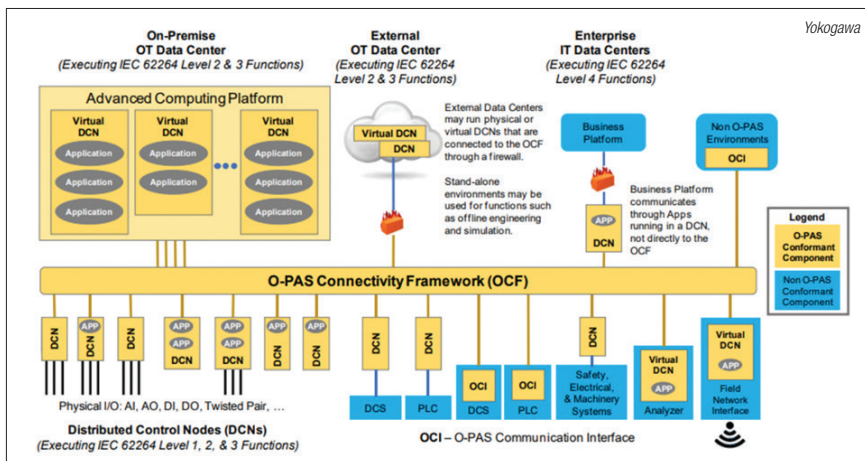 Yokogawa
On-Premise
OT Data Center
(Executing IEC 62264 Level 2 & 3 Functions)
External
OT Data Center
(Executing IEC 62264
Level 2 & 3 Functions)
Enterprise
IT Data Centers
(Executing IEC 62264
Level 4 Functions)
Advanced Computing Platform
Virtual
DCN
Application
Application
Application
Virtual
DCN
Application
Application
Virtual
DCN
Application
Application
Application
Virtual DCN
DCN
External Data Centers
may run physical or
virtual DCNs that are
connected to the OCF
through a firewall.
Stand-alone
environments may be
used for functions such
as offline engineering
and simulation.
Business
Platform
APP
DCN
Business Platform
communicates
through Apps
running in a DCN,
not directly to the
OCF
Non O-PAS
Environments
OCI
Legend
O-PAS
Conformant
Component
Non O-PAS
Conformant
Component
O-PAS Connectivity Framework (OCF)
DCN
APP
DCN
DCN
APP
APP
DCN
APP
APP
DCN
APP
DCN
APP
DCN
Physical I/O: AI, AO, DI, DO, Twisted Pair, …
Distributed Control Nodes (DCNs)
(Executing IEC 62264 Level 1, 2, & 3 Functions)
DCN
DCS
DCN
PLC
OCI
DCS
OCI
PLC
DCN
Safety,
Electrical,
& Machinery
Systems
Virtual
DCN
APP
Analyzer
Virtual
DCN
APP
Field
Network
Interface
OCI – O-PAS Communication Interface